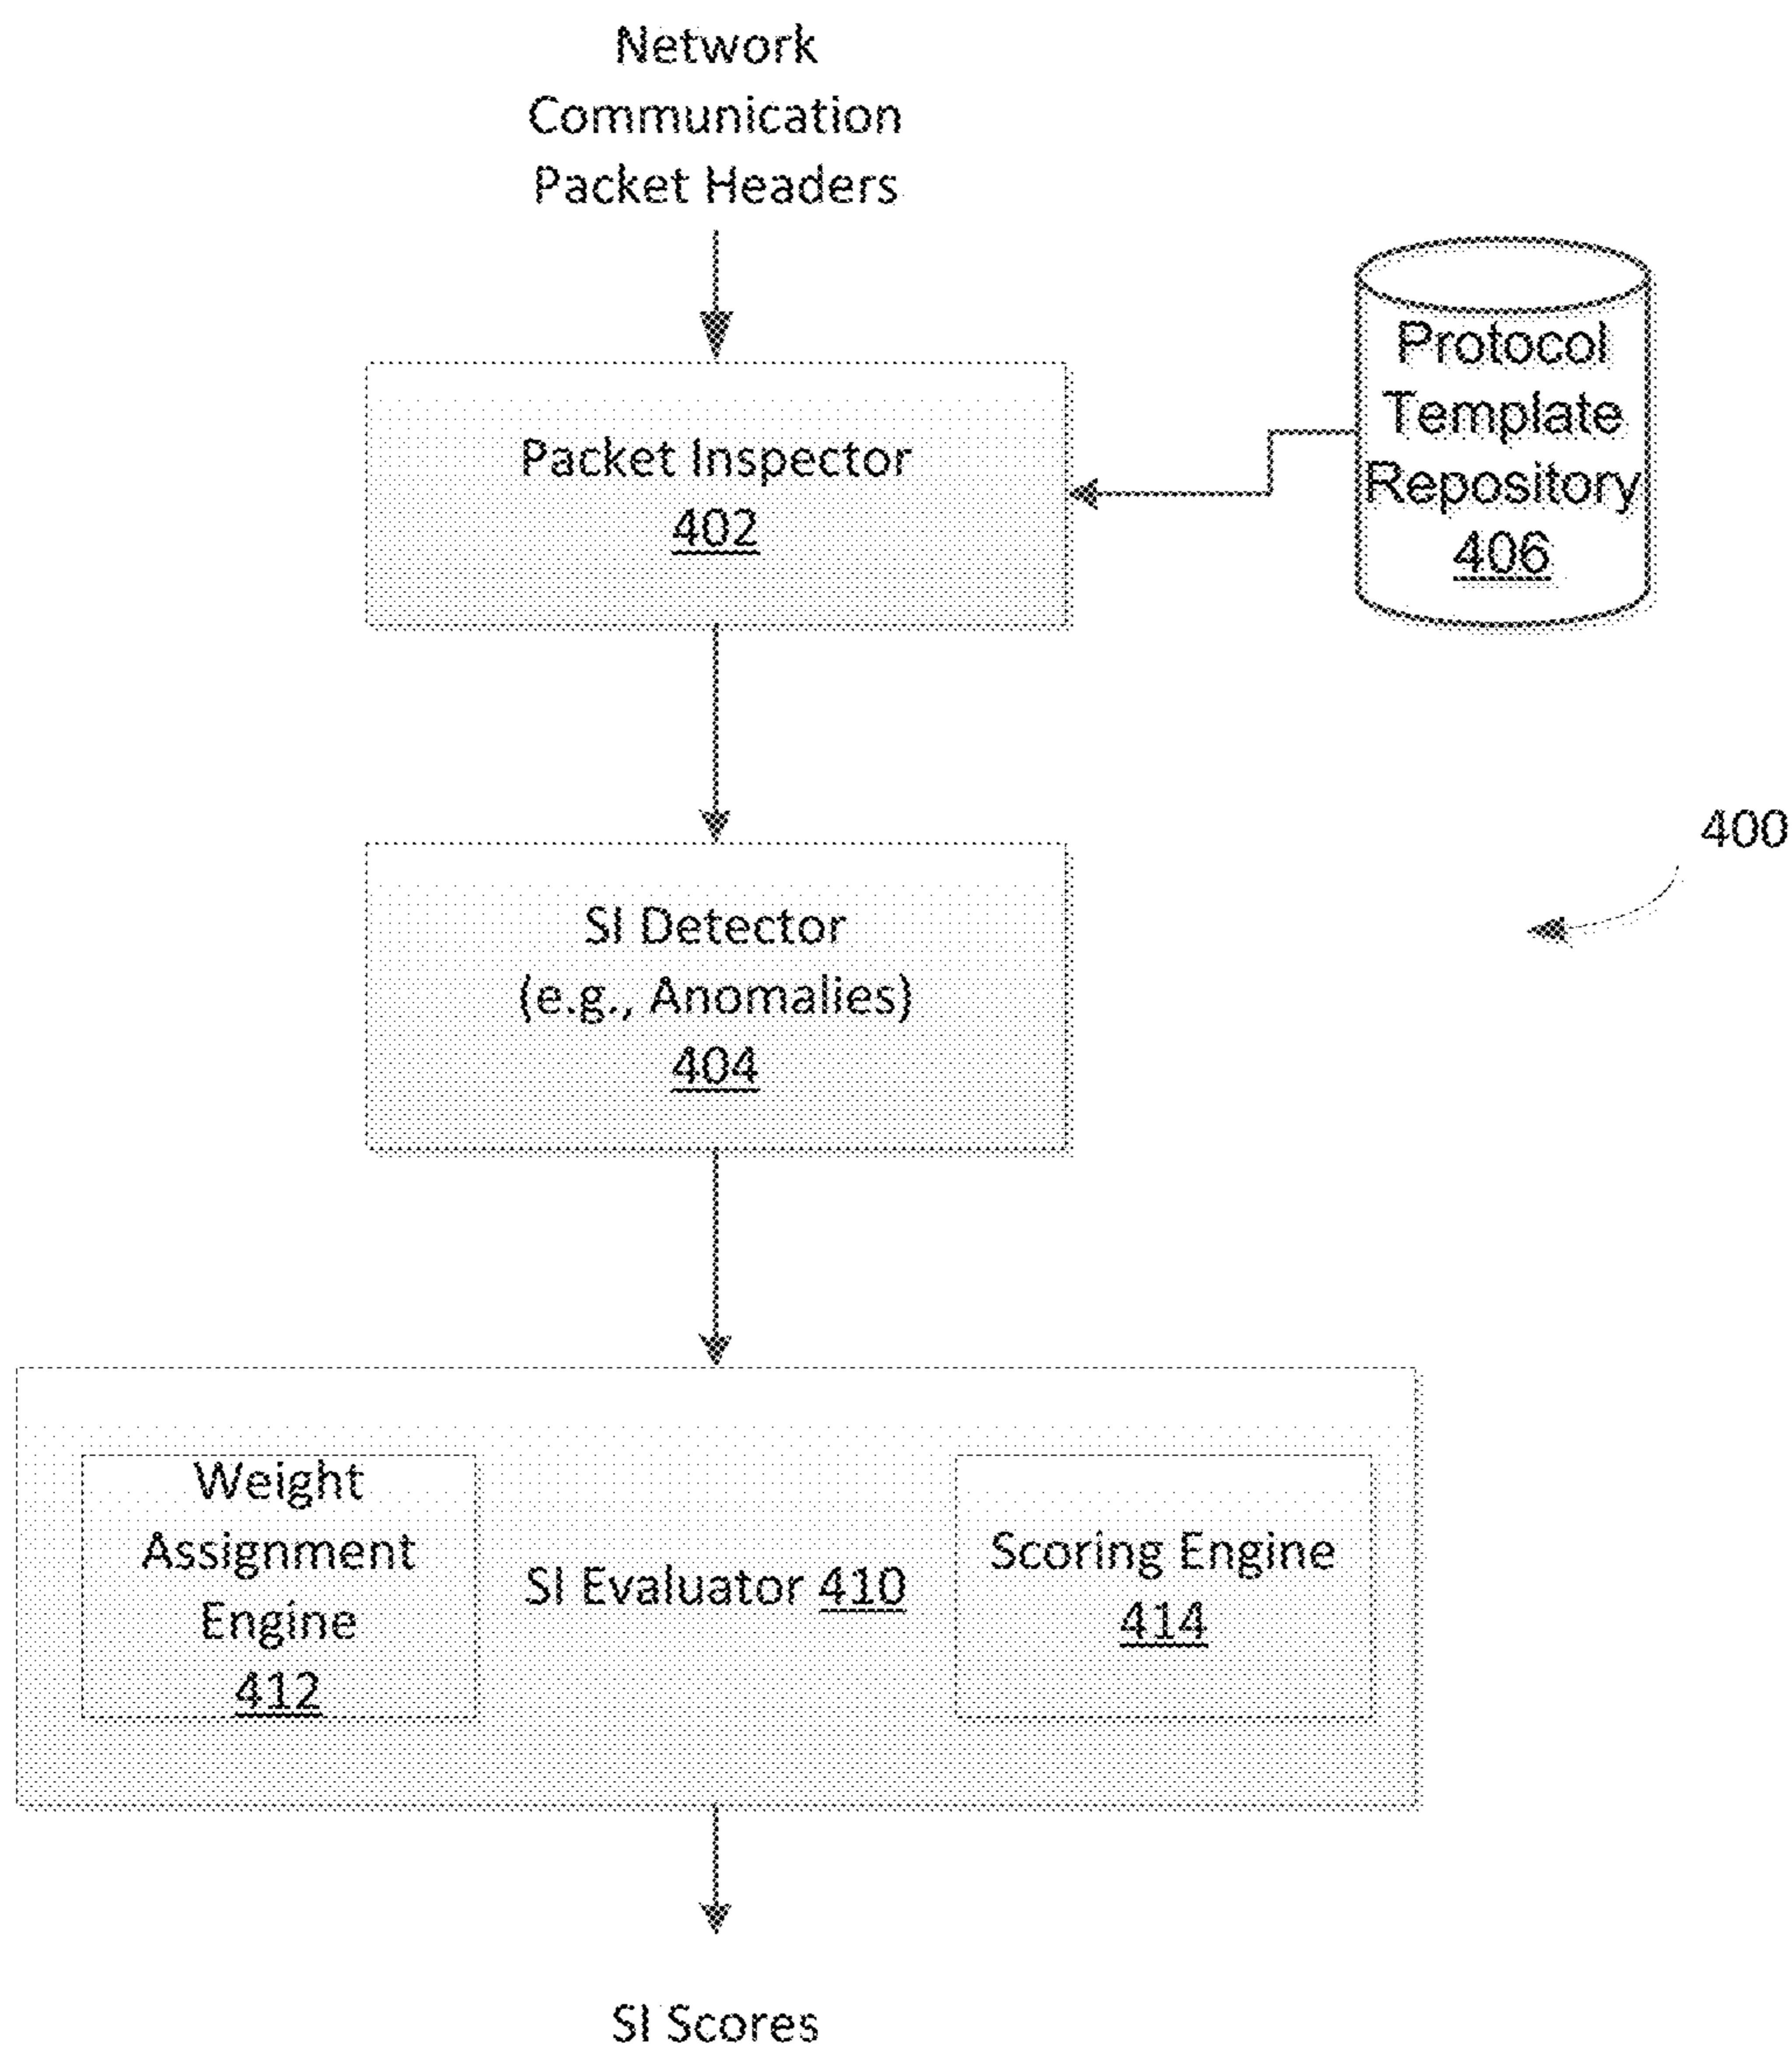 Network
Communication
Packet Headers
Protocol
Template
Repository
406
Packet Inspector
402
400
SI Detector
(e.g., Anomalies)
404
Weight
Assignment
Engine
412
SI Evaluator 410
Scoring Engine
414
SI Scores